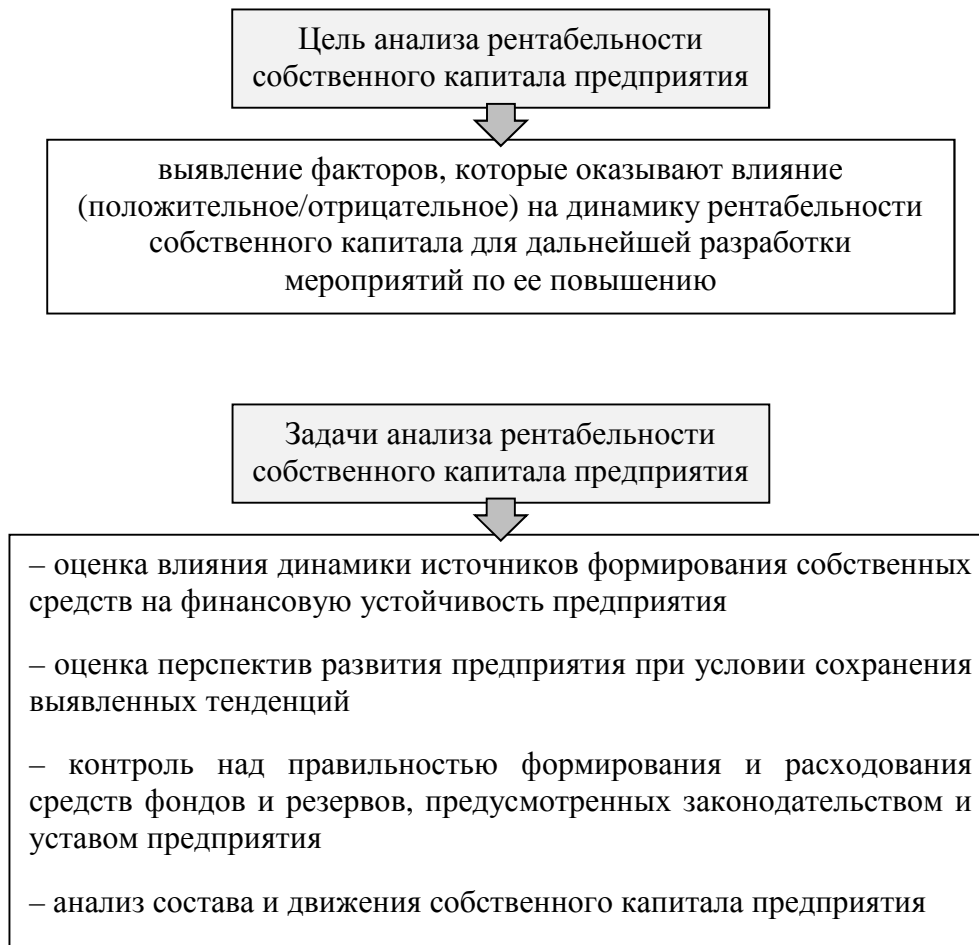 Цель анализа рентабельности
собственного капитала предприятия
выявление факторов, которые оказывают влияние
(положительное/отрицательное) на динамику рентабельности
собственного капитала для дальнейшей разработки
мероприятий по ее повышению
Задачи анализа рентабельности
собственного капитала предприятия
– оценка влияния динамики источников формирования собственных
средств на финансовую устойчивость предприятия
– оценка перспектив развития предприятия при условии сохранения
выявленных тенденций
– контроль над правильностью формирования и расходования
средств фондов и резервов, предусмотренных законодательством и
уставом предприятия
– анализ состава и движения собственного капитала предприятия